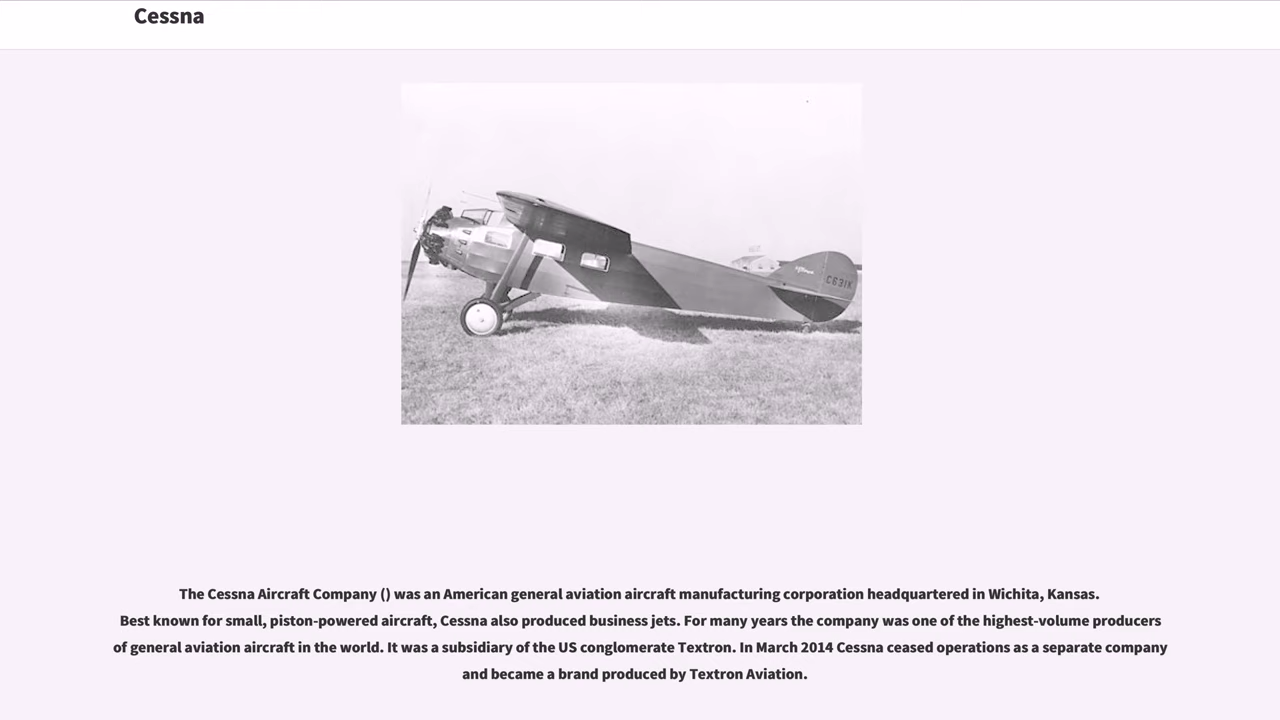 Cessna
C631K
The Cessna Aircraft Company () was an American general aviation aircraft manufacturing corporation headquartered in Wichita, Kansas.
Best known for small, piston-powered aircraft, Cessna also produced business jets. For many years the company was one of the highest-volume producers
of general aviation aircraft in the world. It was a subsidiary of the US conglomerate Textron. In March 2014 Cessna ceased operations as a separate company
and became a brand produced by Textron Aviation.